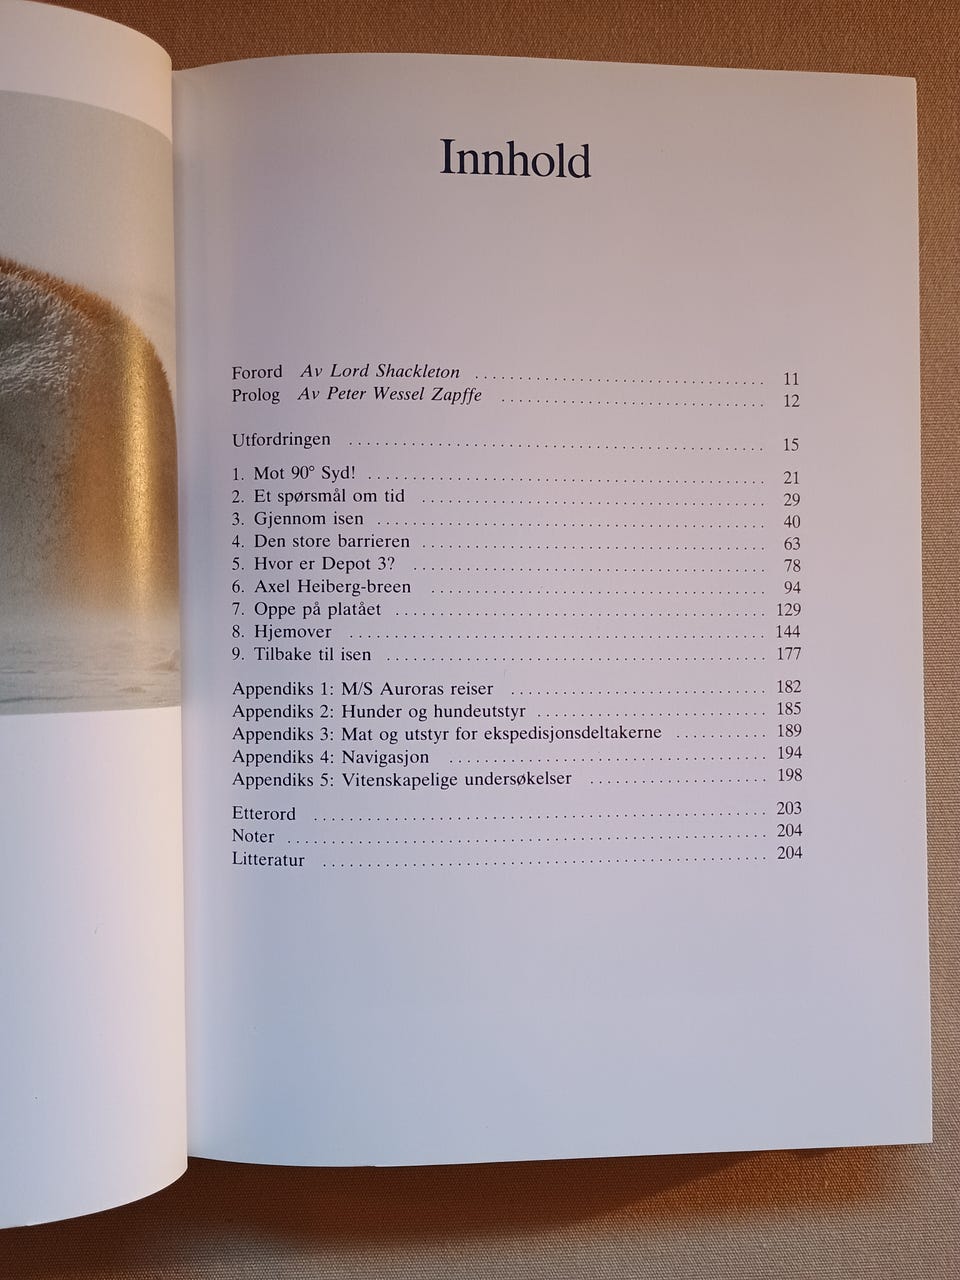 Innhold
Forord Av Lord Shackleton 11
Prolog Av Peter Wessel Zapffe 12
Utfordringen 15
1. Mot 90° Syd! 21
2. Et spørsmål om tid 29
3. Gjennom isen 40
4. Den store barrieren 63
5. Hvor er Depot 3? 78
6. Axel Heiberg-breen 94
7. Oppe på platået 129
8. Hjemover 144
9. Tilbake til isen 177
Appendiks 1: M/S Auroras reiser 182
Appendiks 2: Hunder og hundeutstyr 185
Appendiks 3: Mat og utstyr for ekspedisjonsdeltakerne 189
Appendiks 4: Navigasjon 194
Appendiks 5: Vitenskapelige undersøkelser 198
Etterord 203
Noter 204
Litteratur 204